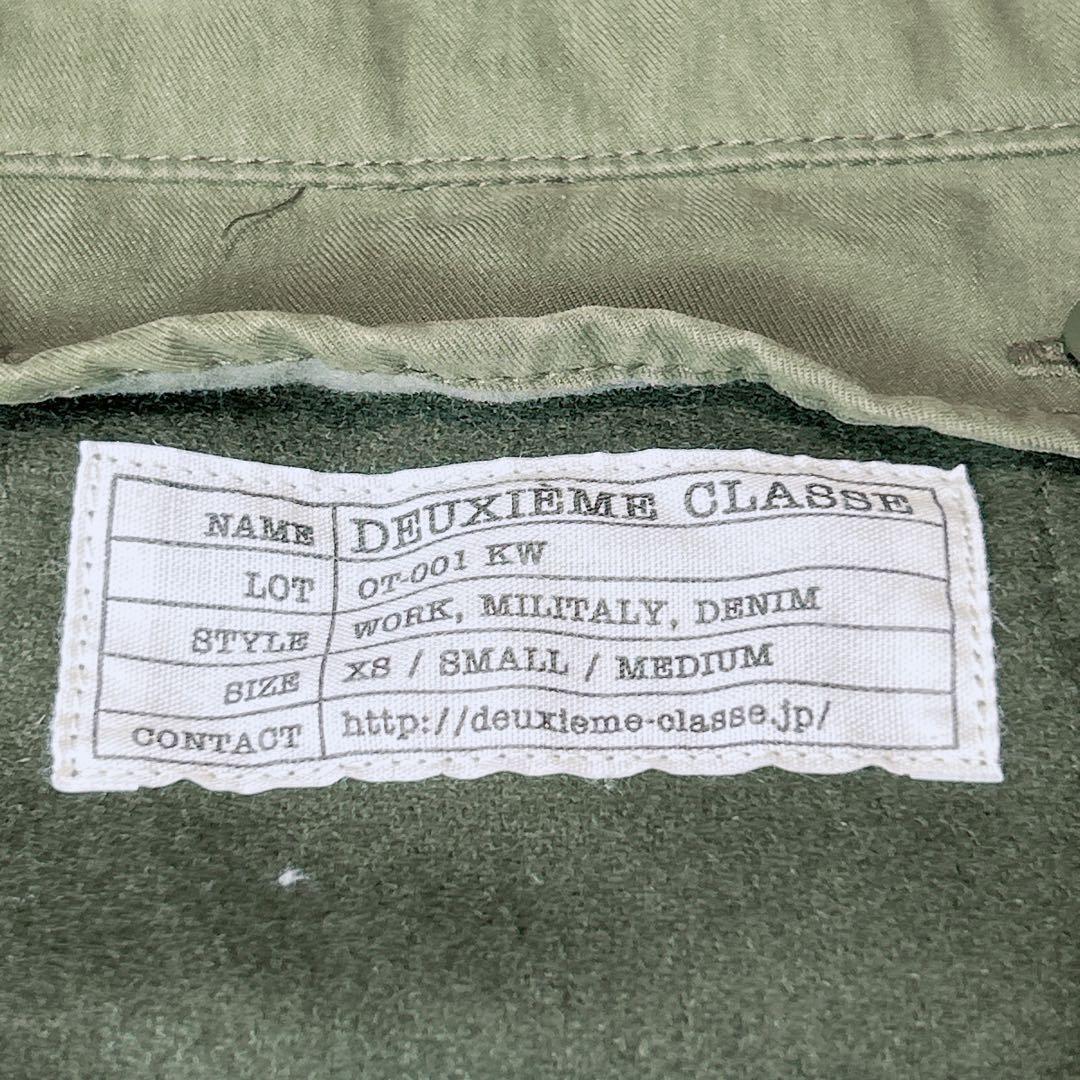 NAME DEUXIÈME CLASSE
LOT OT-001 KW
STYLE WORK, MILITALY, DENIM
SIZE XS / SMALL / MEDIUM
CONTACT http://deuxieme-classe.jp/